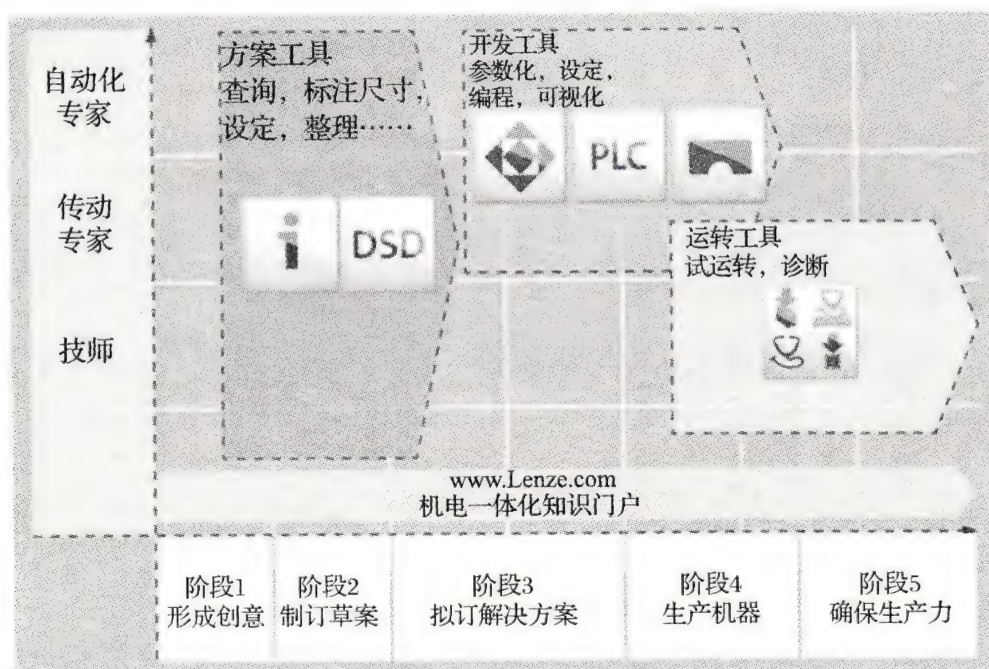 自动化
专家
传动
专家
技师
方案工具
查询，标注尺寸，
设定，整理……
i
DSD
开发工具
参数化，设定，
编程，可视化
PLC
运转工具
试运转，诊断
www.Lenze.com
机电一体化知识门户
阶段1
形成创意
阶段2
制订草案
阶段3
拟订解决方案
阶段4
生产机器
阶段5
确保生产力